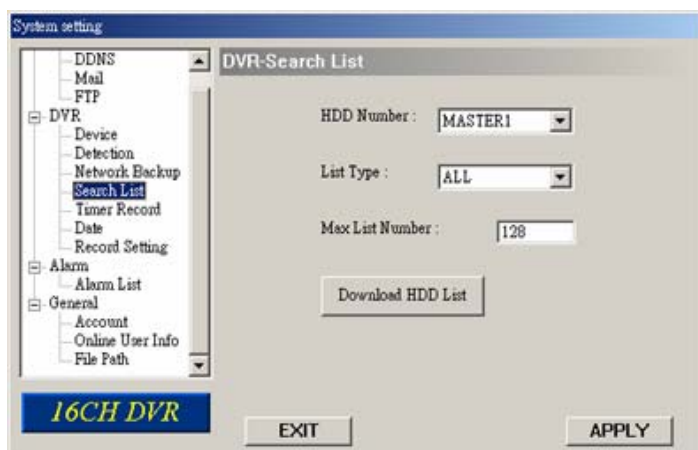 System setting
DDNS
Mail
FTP
DVR
Device
Detection
Network Backup
Search List
Timer Record
Date
Record Setting
Alarm
Alarm List
General
Account
Online User Info
File Path
16CH DVR
DVR-Search List
HDD Number : MASTER1
List Type : ALL
Max List Number : 128
Download HDD List
EXIT
APPLY